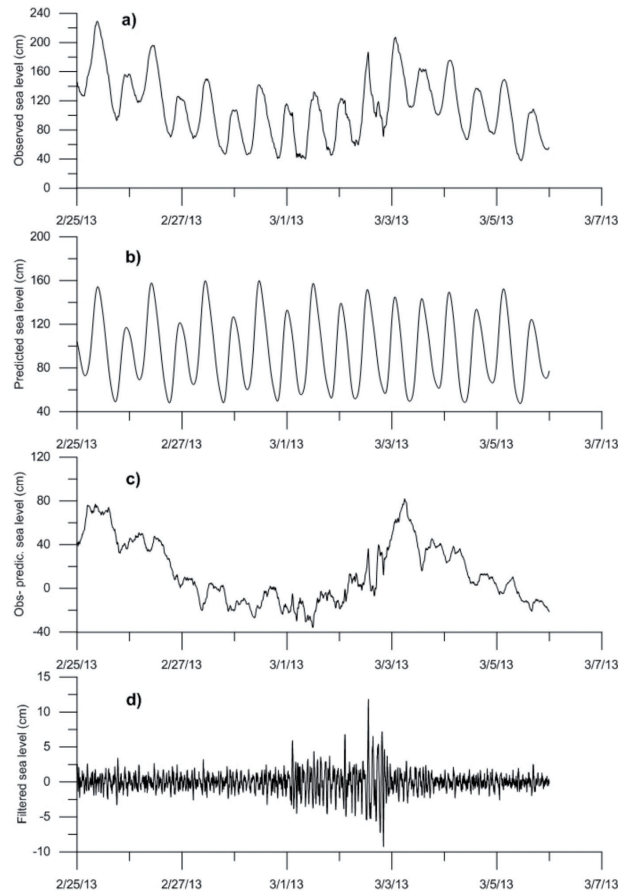 a)
Observed sea level (cm)
240
200
160
120
80
40
0
2/25/13 2/27/13 3/1/13 3/3/13 3/5/13 3/7/13
b)
Predicted sea level (cm)
200
160
120
80
40
2/25/13 2/27/13 3/1/13 3/3/13 3/5/13 3/7/13
c)
Obs- predic. sea level (cm)
120
80
40
0
-40
2/25/13 2/27/13 3/1/13 3/3/13 3/5/13 3/7/13
d)
Filtered sea level (cm)
15
10
5
0
-5
-10
2/25/13 2/27/13 3/1/13 3/3/13 3/5/13 3/7/13